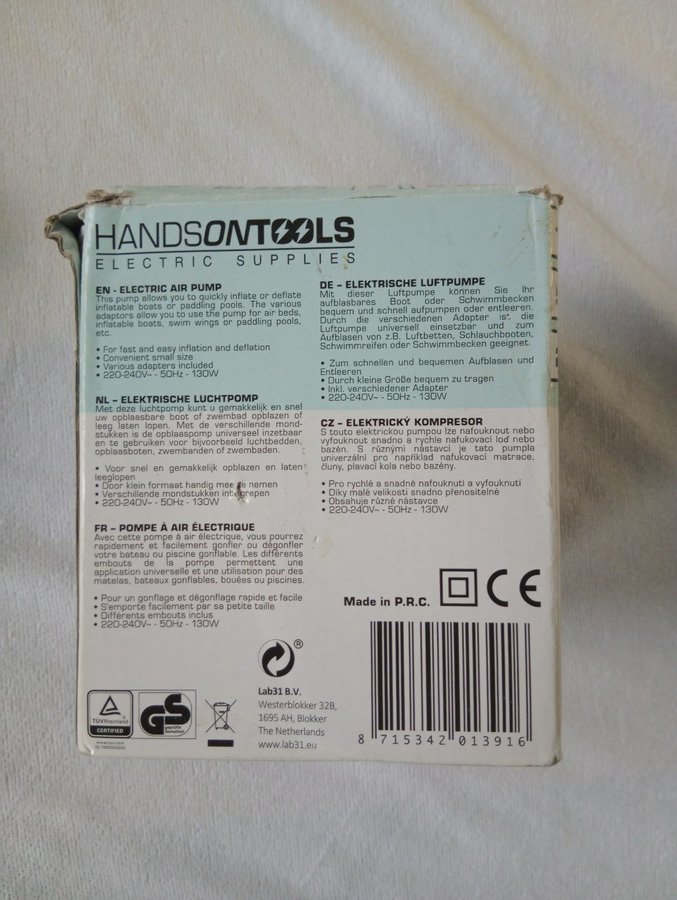 HANDSONTOOLS
ELECTRIC SUPPLIES
EN - ELECTRIC AIR PUMP
This pump allows you to quickly inflate or deflate
inflatable boats or paddling pools. The various
adaptors allow you to use the pump for air beds,
inflatable boats, swim wings or paddling pools,
etc.
• For fast and easy inflation and deflation
• Convenient small size
• Various adapters included
• 220-240V~ - 50Hz - 130W
NL – ELEKTRISCHE LUCHTPOMP
Met deze luchtpomp kunt u gemakkelijk en snel
uw opblaasbare boot of zwembad opblazen of
leeg laten lopen. Met de verschillende mond-
stukken is de opblaaspomp universeel inzetbaar
en te gebruiken voor bijvoorbeeld luchtbedden,
opblaasboten, zwembanden of zwembaden.
• Voor snel en gemakkelijk opblazen en laten
leeglopen
• Door klein formaat handig mee te nemen
• Verschillende mondstukken inbegrepen
• 220-240V~ - 50Hz - 130W
FR – POMPE À AIR ÉLECTRIQUE
Avec cette pompe à air électrique, vous pourrez
rapidement et facilement gonfler ou dégonfler
votre bateau ou piscine gonflable. Les différents
embouts de la pompe permettent une
application universelle et une utilisation pour des
matelas, bateaux gonflables, bouées ou piscines.
• Pour un gonflage et dégonflage rapide et facile
• S'emporte facilement par sa petite taille
• Différents embouts inclus
• 220-240V~ - 50Hz - 130W
DE – ELEKTRISCHE LUFTPUMPE
Mit dieser Luftpumpe können Sie Ihr
aufblasbares Boot oder Schwimmbecken
bequem und schnell aufpumpen oder entleeren.
Durch die verschiedenen Adapter ist die
Luftpumpe universell einsetzbar und zum
Aufblasen von z.B. Luftbetten, Schlauchbooten,
Schwimmreifen oder Schwimmbecken geeignet.
• Zum schnellen und bequemen Aufblasen und
Entleeren
• Durch kleine Größe bequem zu tragen
• Inkl. verschiedener Adapter
• 220-240V~ - 50Hz - 130W
CZ – ELEKTRICKÝ KOMPRESOR
S touto elektrickou pumpou lze nafouknout nebo
vyfouknout snadno a rychle nafukovací loď nebo
bazén. S různými nástavci je tato pumpa
univerzální pro například nafukovací matrace,
čluny, plavací kola nebo bazény.
• Pro rychlé a snadné nafouknutí a vyfouknutí
• Díky malé velikosti snadno přenositelné
• Obsahuje různé nástavce
• 220-240V~ - 50Hz - 130W
Made in P.R.C.
CE
®
Lab31 B.V.
Westerblokker 32B,
1695 AH, Blokker
The Netherlands
www.lab31.eu
TÜVRheinland
CERTIFIED
www.tuv.com
GS
geprüfte
Sicherheit
8 715342 013916